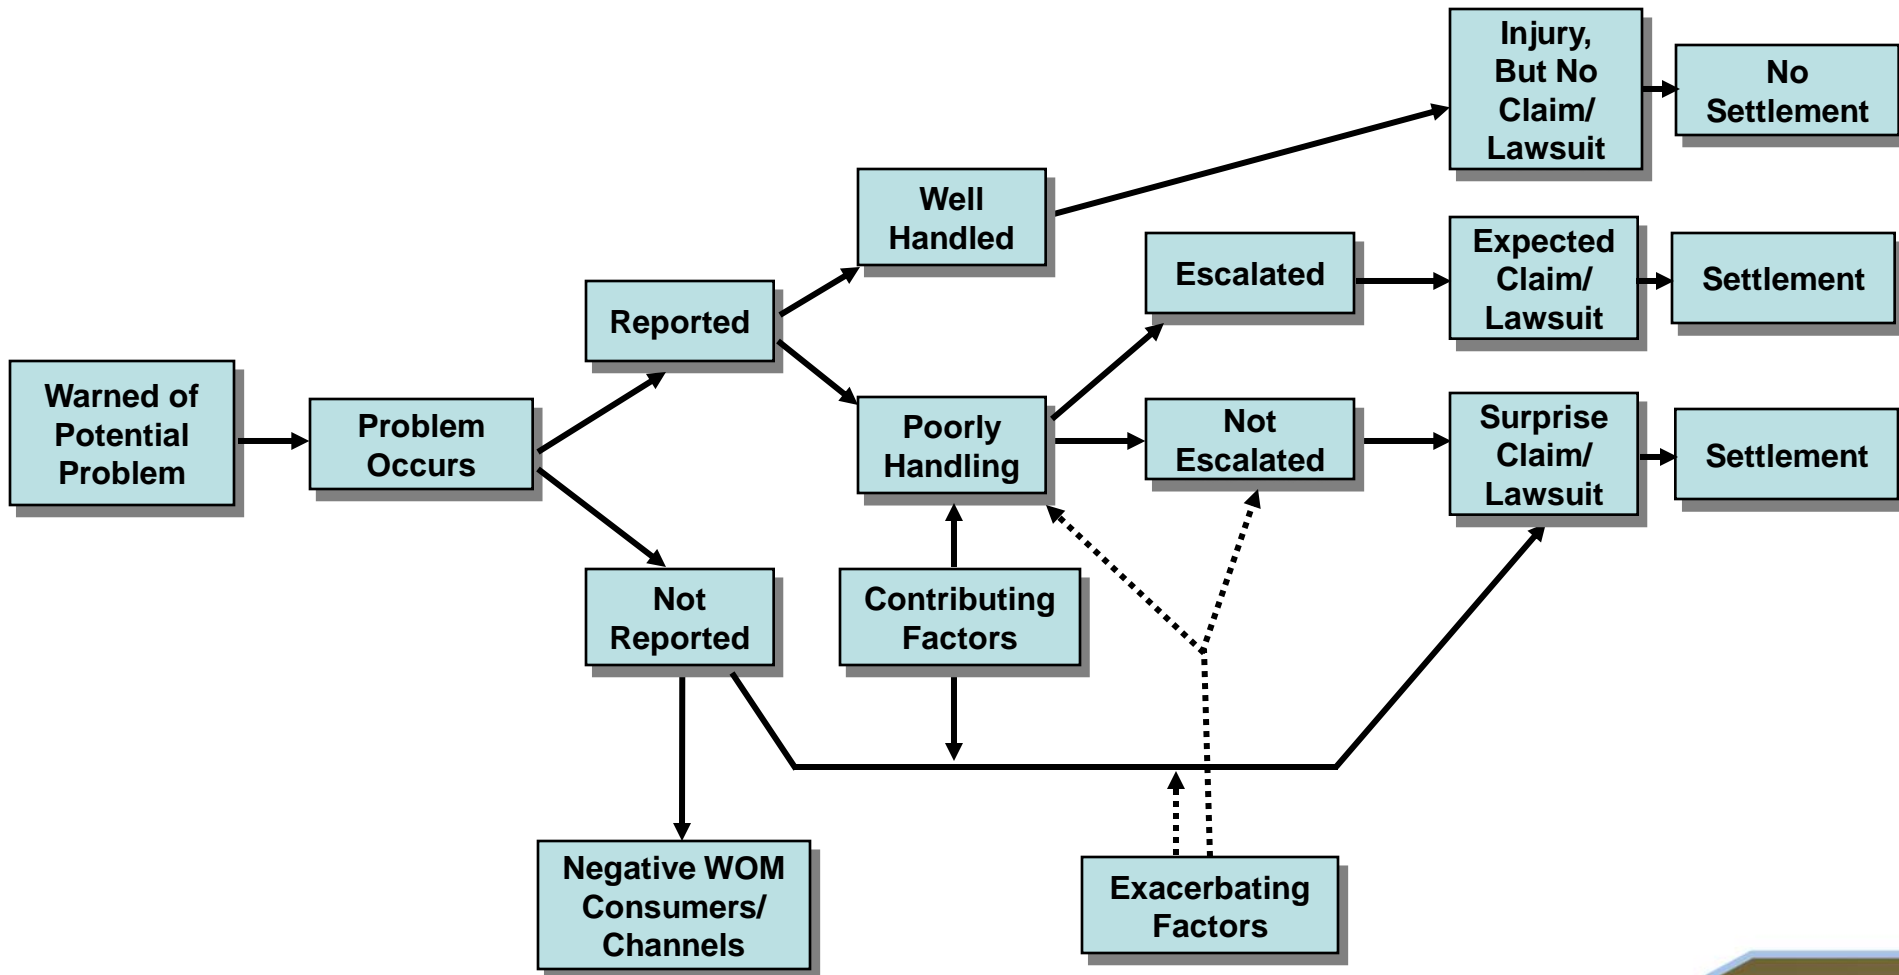 Warned of
Potential
Problem
Problem
Occurs
Reported
Not
Reported
Negative WOM
Consumers/
Channels
Well
Handled
Poorly
Handling
Contributing
Factors
Escalated
Not
Escalated
Exacerbating
Factors
Injury,
But No
Claim/
Lawsuit
No
Settlement
Expected
Claim/
Lawsuit
Settlement
Surprise
Claim/
Lawsuit
Settlement